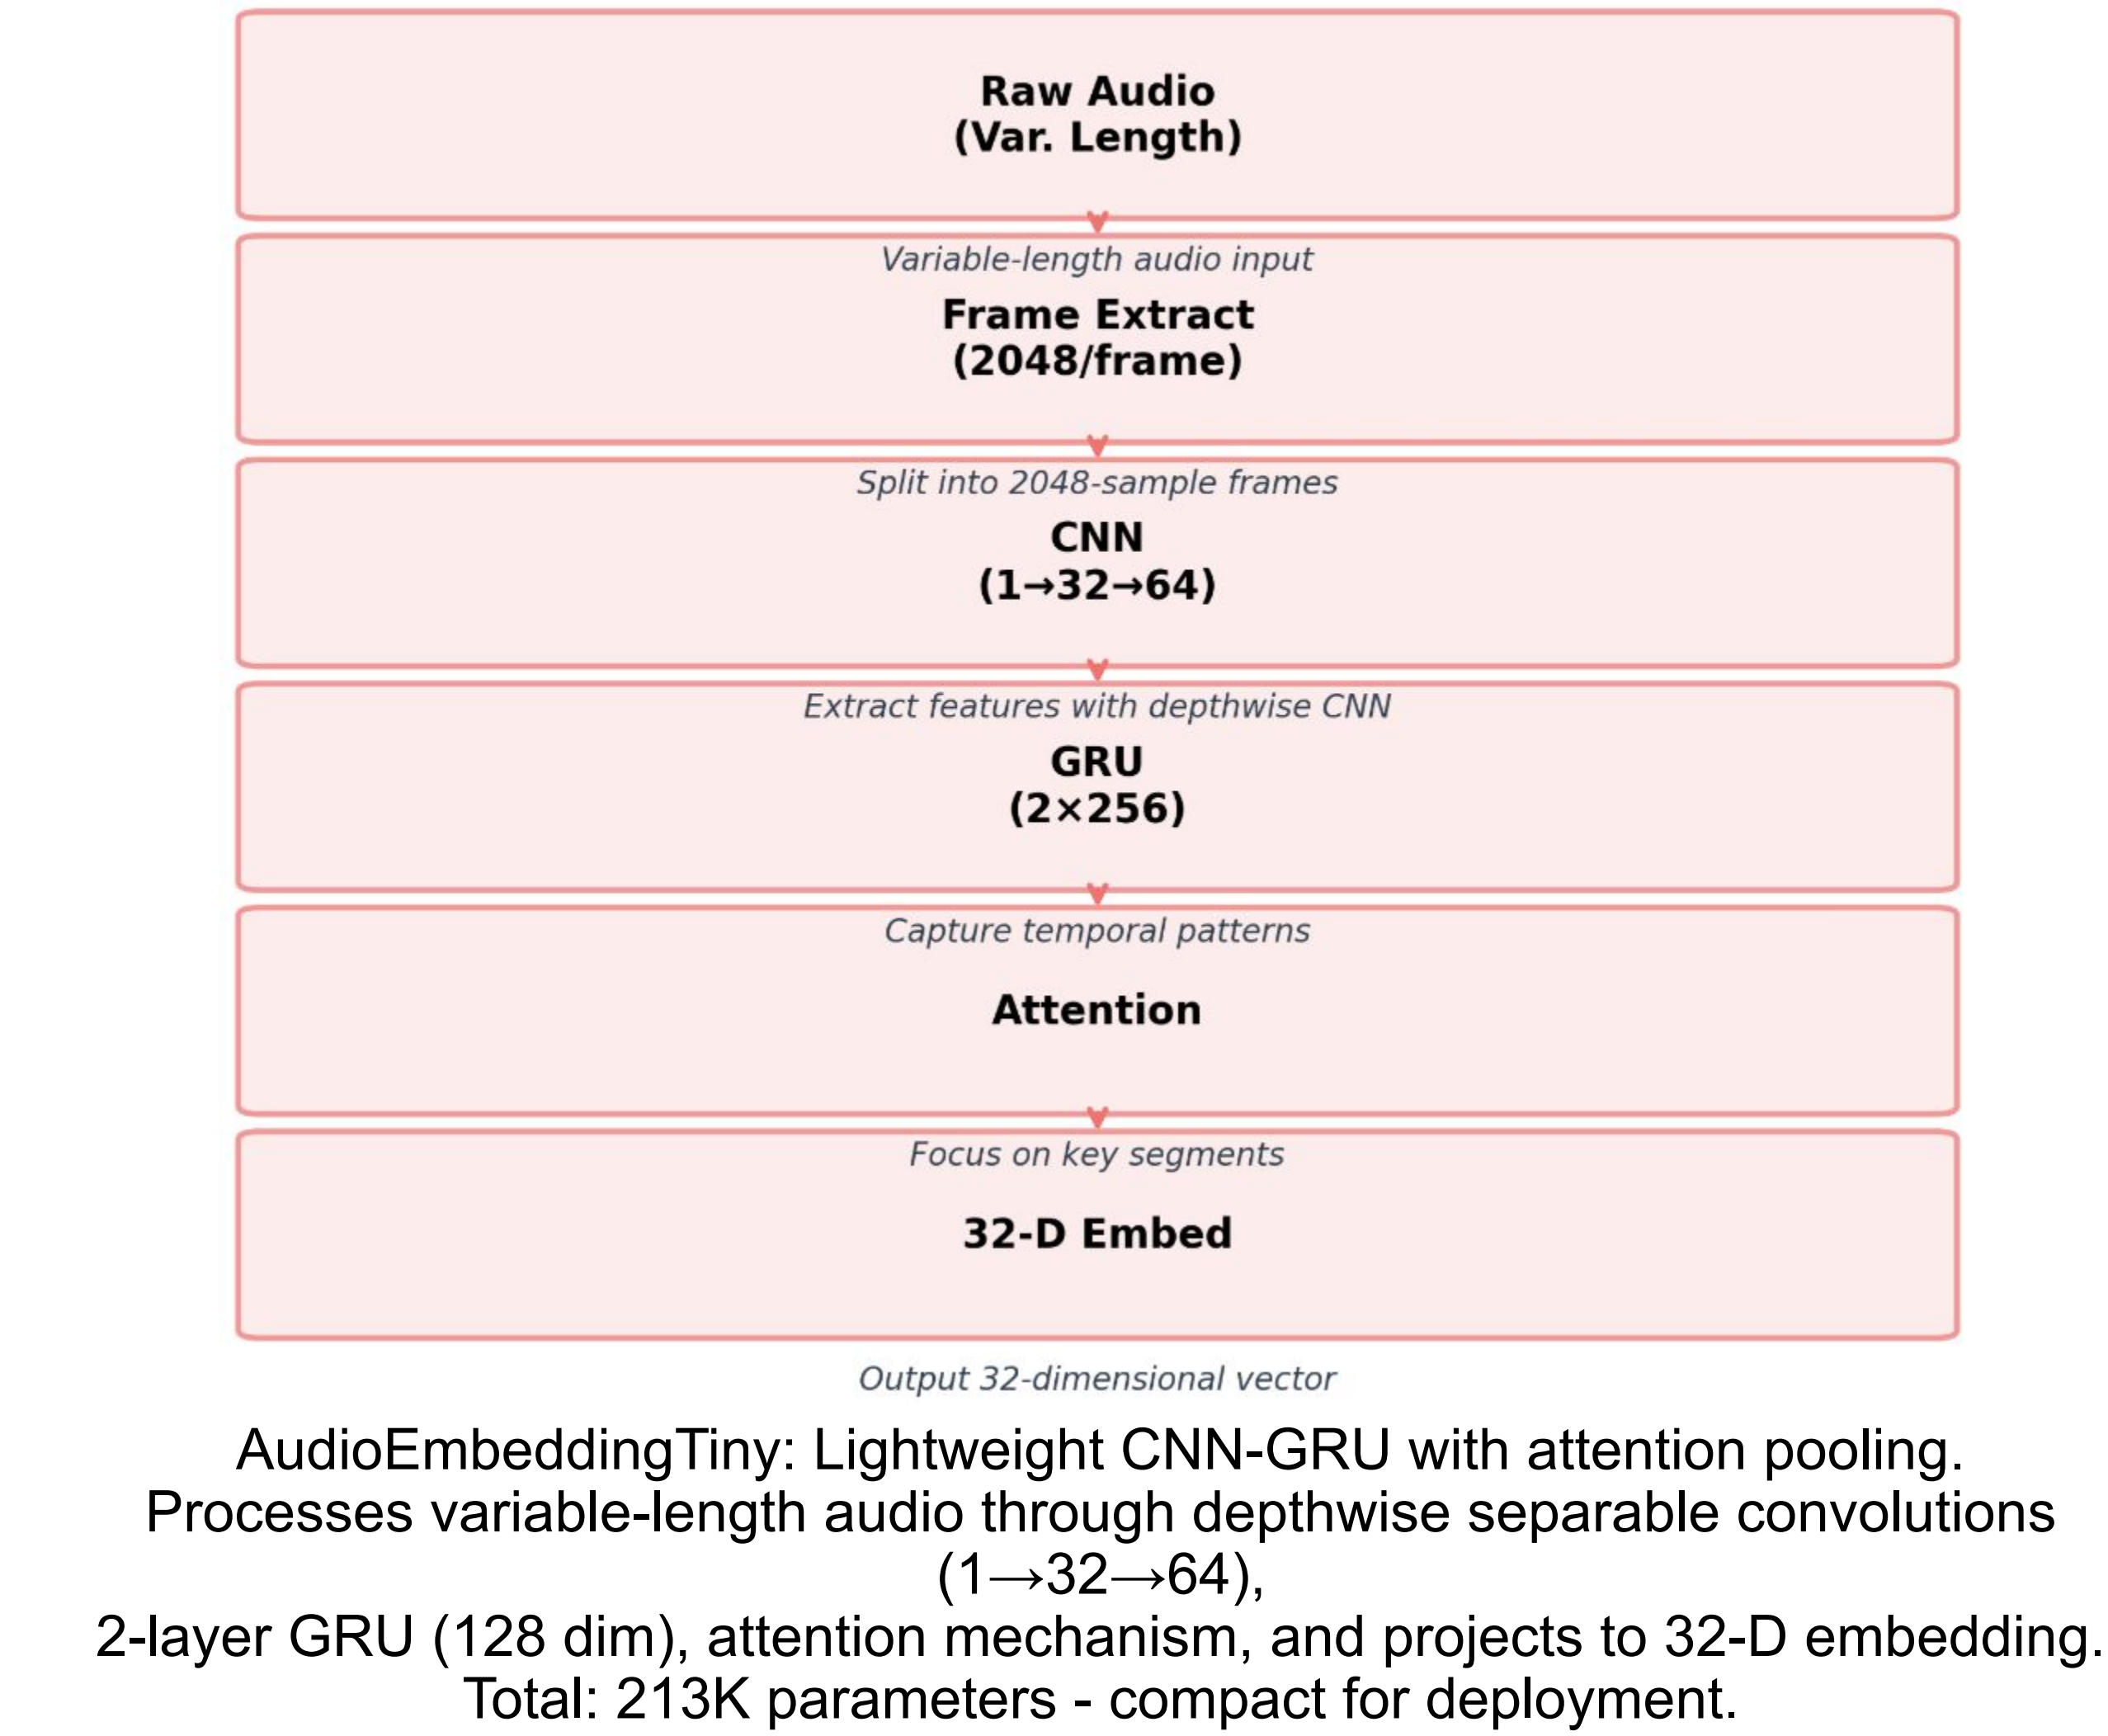 Raw Audio
(Var. Length)
Variable-length audio input
Frame Extract
(2048/frame)
Split into 2048-sample frames
CNN
(1→32→64)
Extract features with depthwise CNN
GRU
(2×256)
Capture temporal patterns
Attention
Focus on key segments
32-D Embed
Output 32-dimensional vector
AudioEmbeddingTiny: Lightweight CNN-GRU with attention pooling.
Processes variable-length audio through depthwise separable convolutions
(1→32→64),
2-layer GRU (128 dim), attention mechanism, and projects to 32-D embedding.
Total: 213K parameters - compact for deployment.